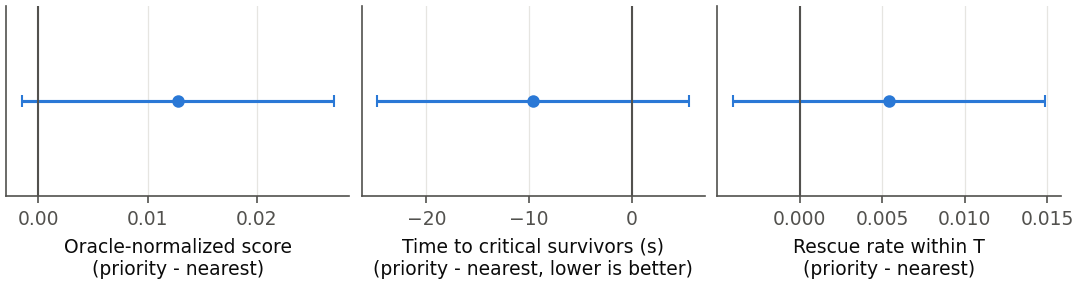 0.00 0.01 0.02
Oracle-normalized score
(priority - nearest)
−20 −10 0
Time to critical survivors (s)
(priority - nearest, lower is better)
0.000 0.005 0.010 0.015
Rescue rate within T
(priority - nearest)